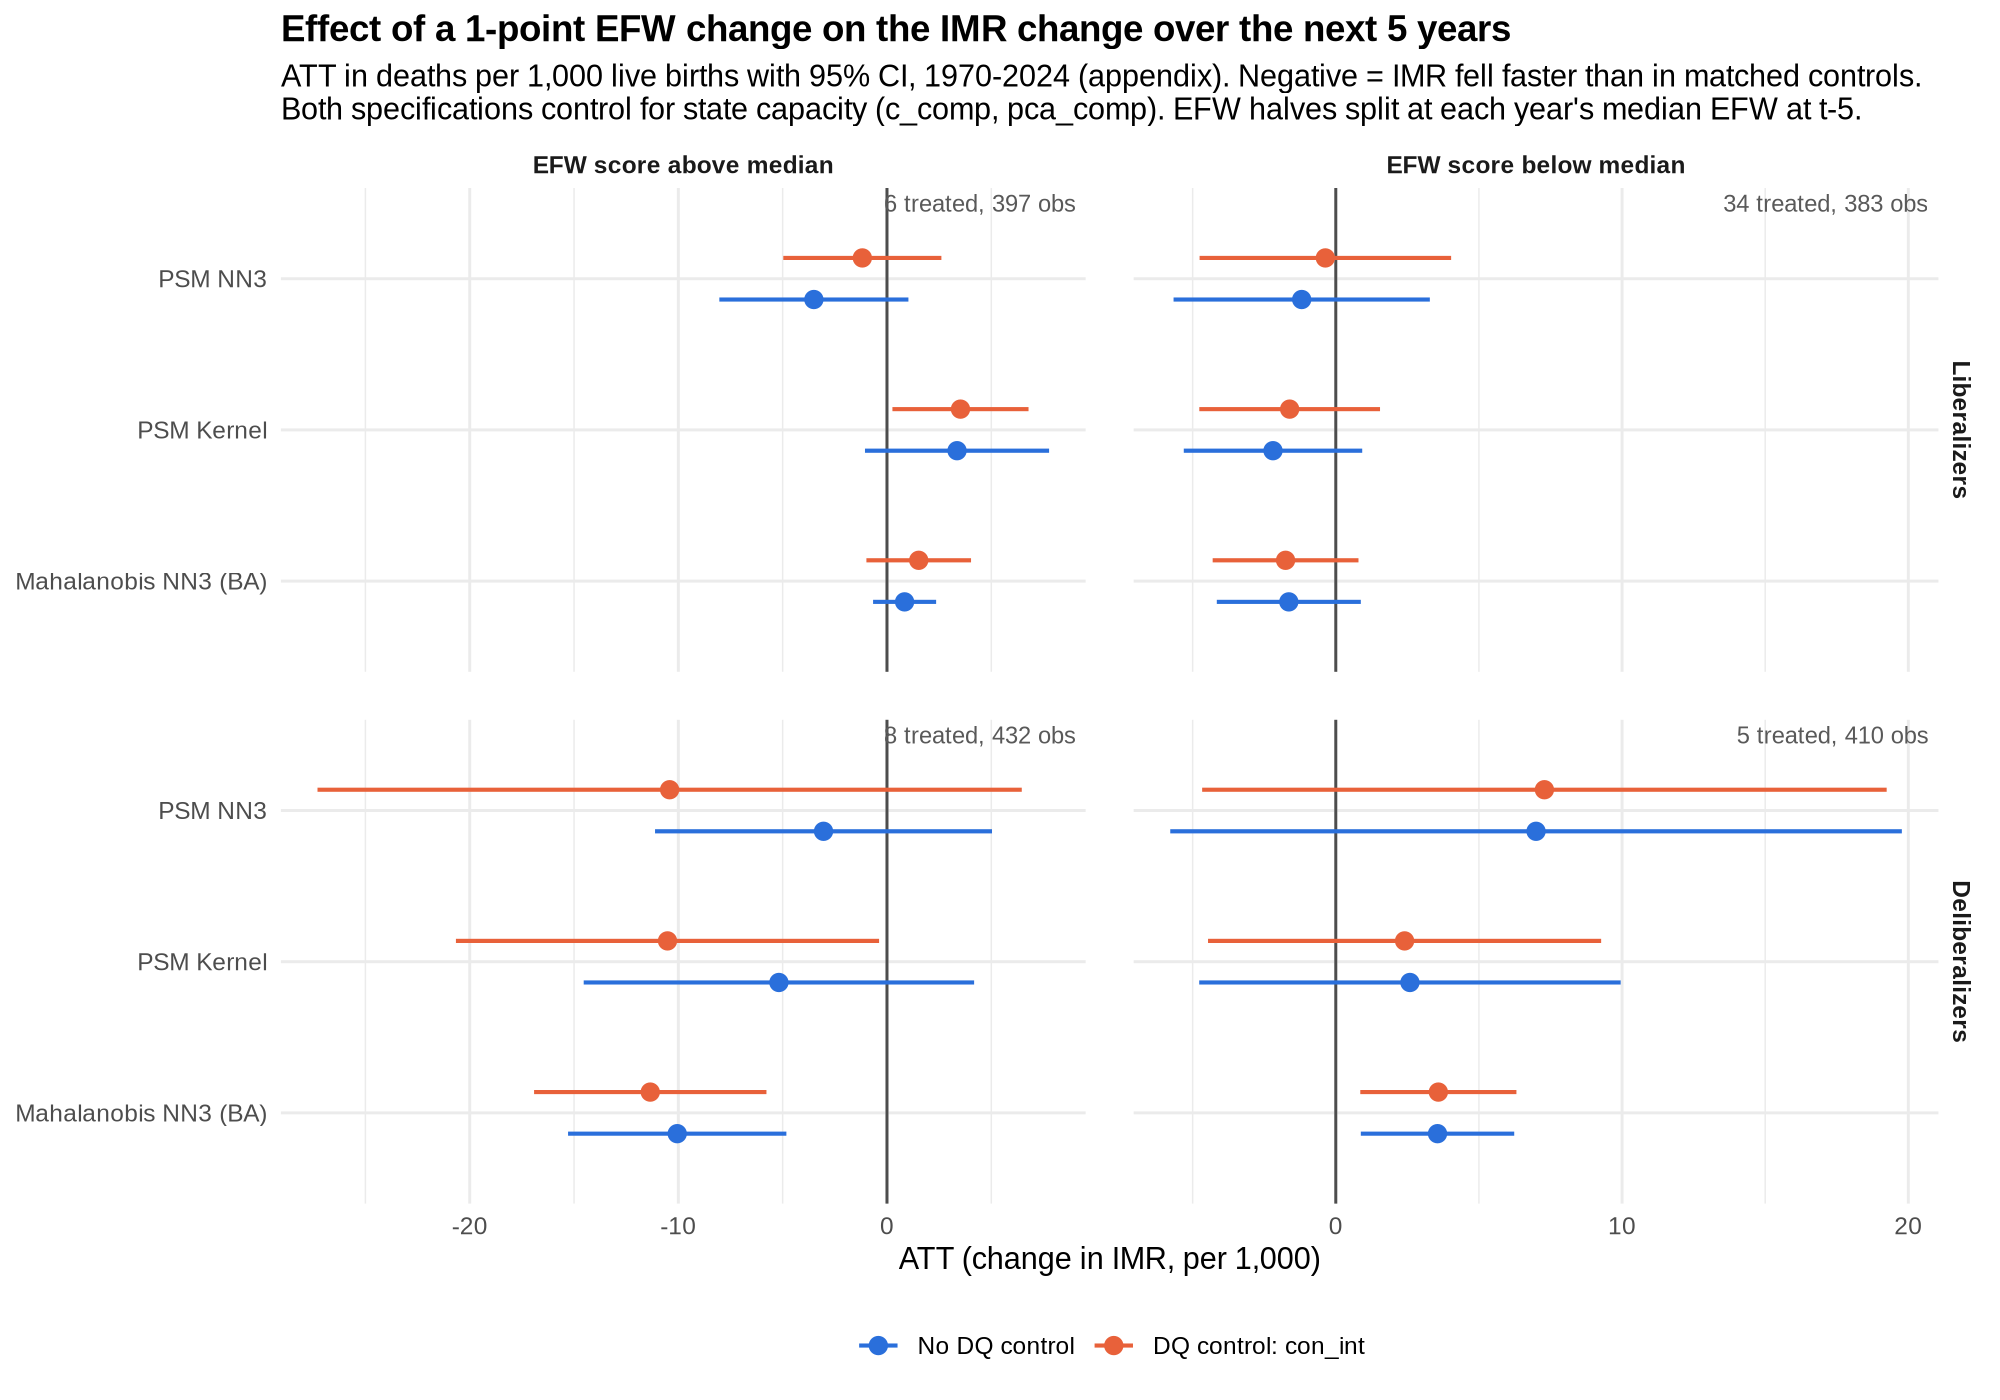 Effect of a 1-point EFW change on the IMR change over the next 5 years
ATT in deaths per 1,000 live births with 95% CI, 1970-2024 (appendix). Negative = IMR fell faster than in matched controls.
Both specifications control for state capacity (c_comp, pca_comp). EFW halves split at each year's median EFW at t-5.
EFW score above median
EFW score below median
6 treated, 397 obs
34 treated, 383 obs
PSM NN3
PSM Kernel
Mahalanobis NN3 (BA)
Liberalizers
8 treated, 432 obs
5 treated, 410 obs
PSM NN3
PSM Kernel
Mahalanobis NN3 (BA)
Deliberalizers
-20 -10 0
0 10 20
ATT (change in IMR, per 1,000)
No DQ control
DQ control: con_int